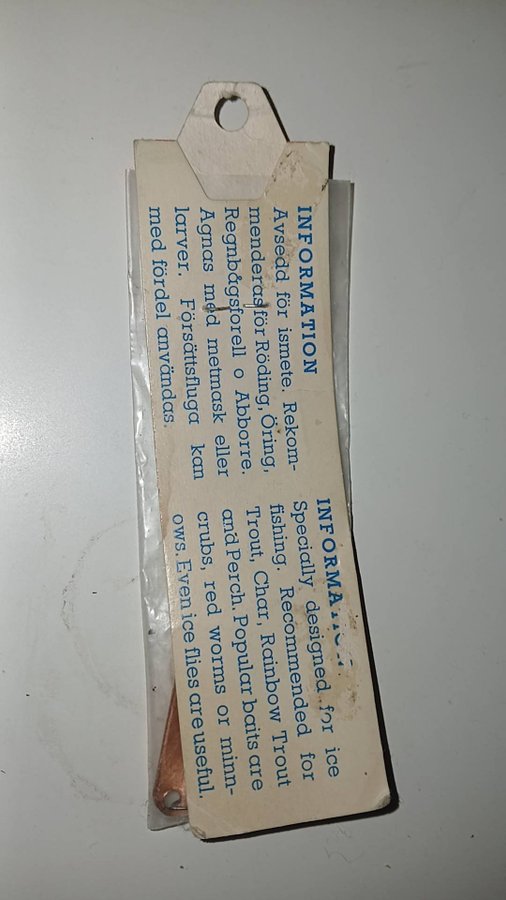 INFORMATION
Avsedd för ismete. Rekom-
menderas för Röding, Öring,
Regnbågsforell o Abborre.
Agnas med metmask eller
larver. Försättsfluga kan
med fördel användas.
INFORMATION
Specially designed for ice
fishing. Recommended for
Trout, Char, Rainbow Trout
and Perch. Popular baits are
crubs, red worms or minn-
ows. Even ice flies are useful.